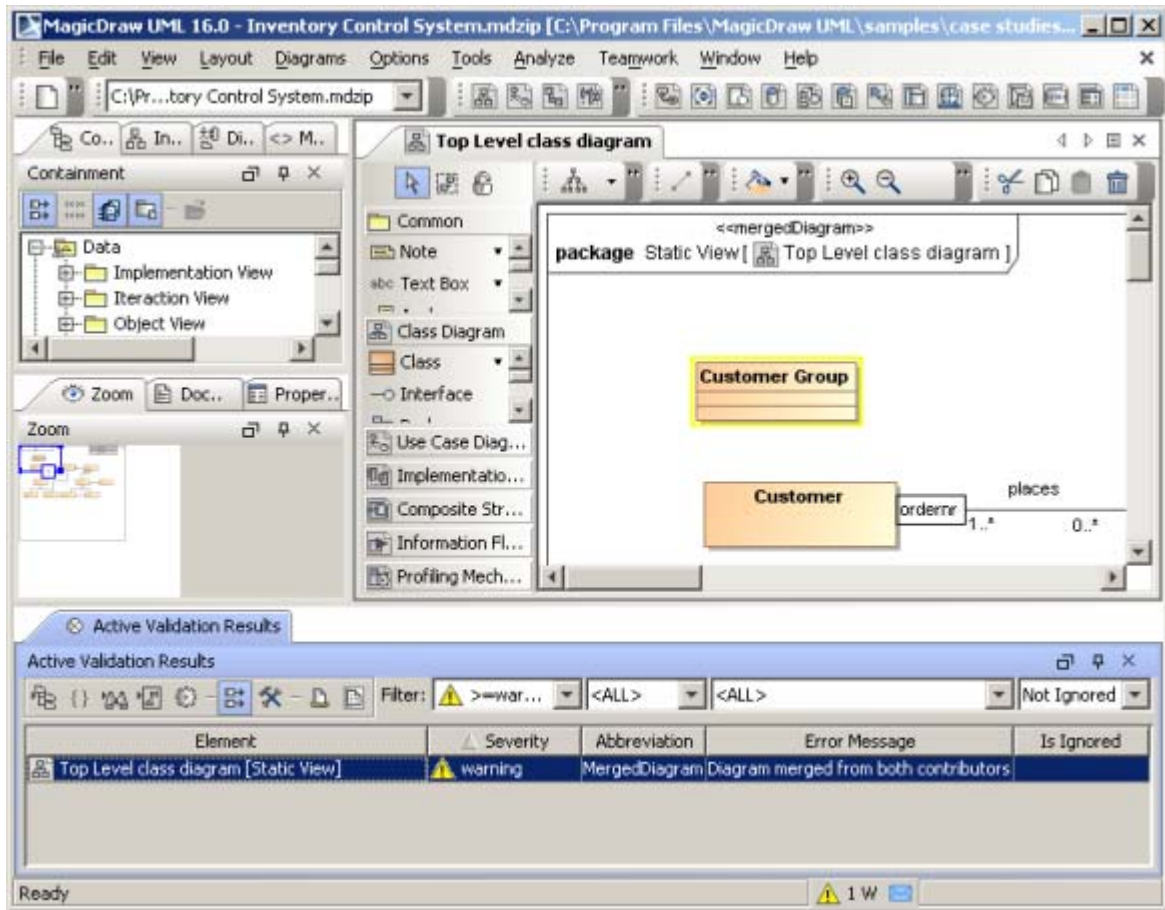 MagicDraw UML 16.0 - Inventory Control System.mdzip [C:\Program Files\MagicDraw UML\samples\case studies...
File Edit View Layout Diagrams Options Tools Analyze Teamwork Window Help
C:\Pr...tory Control System.mdzip
Co.. In.. Di.. <> M..
Top Level class diagram
Containment
Data
Implementation View
Iteraction View
Object View
Zoom Doc.. Proper..
Zoom
Common
Note
abc Text Box
Class Diagram
Class
Interface
Use Case Diag...
Implementatio...
Composite Str...
Information Fl...
Profiling Mech...
<<mergedDiagram>>
package Static View[ Top Level class diagram ]
Customer Group
Customer
ordernr
places
1..*
0..*
Active Validation Results
Active Validation Results
Filter: >=war... <ALL> <ALL> Not Ignored
Element Severity Abbreviation Error Message Is Ignored
Top Level class diagram [Static View] warning MergedDiagram Diagram merged from both contributors
Ready
1 W